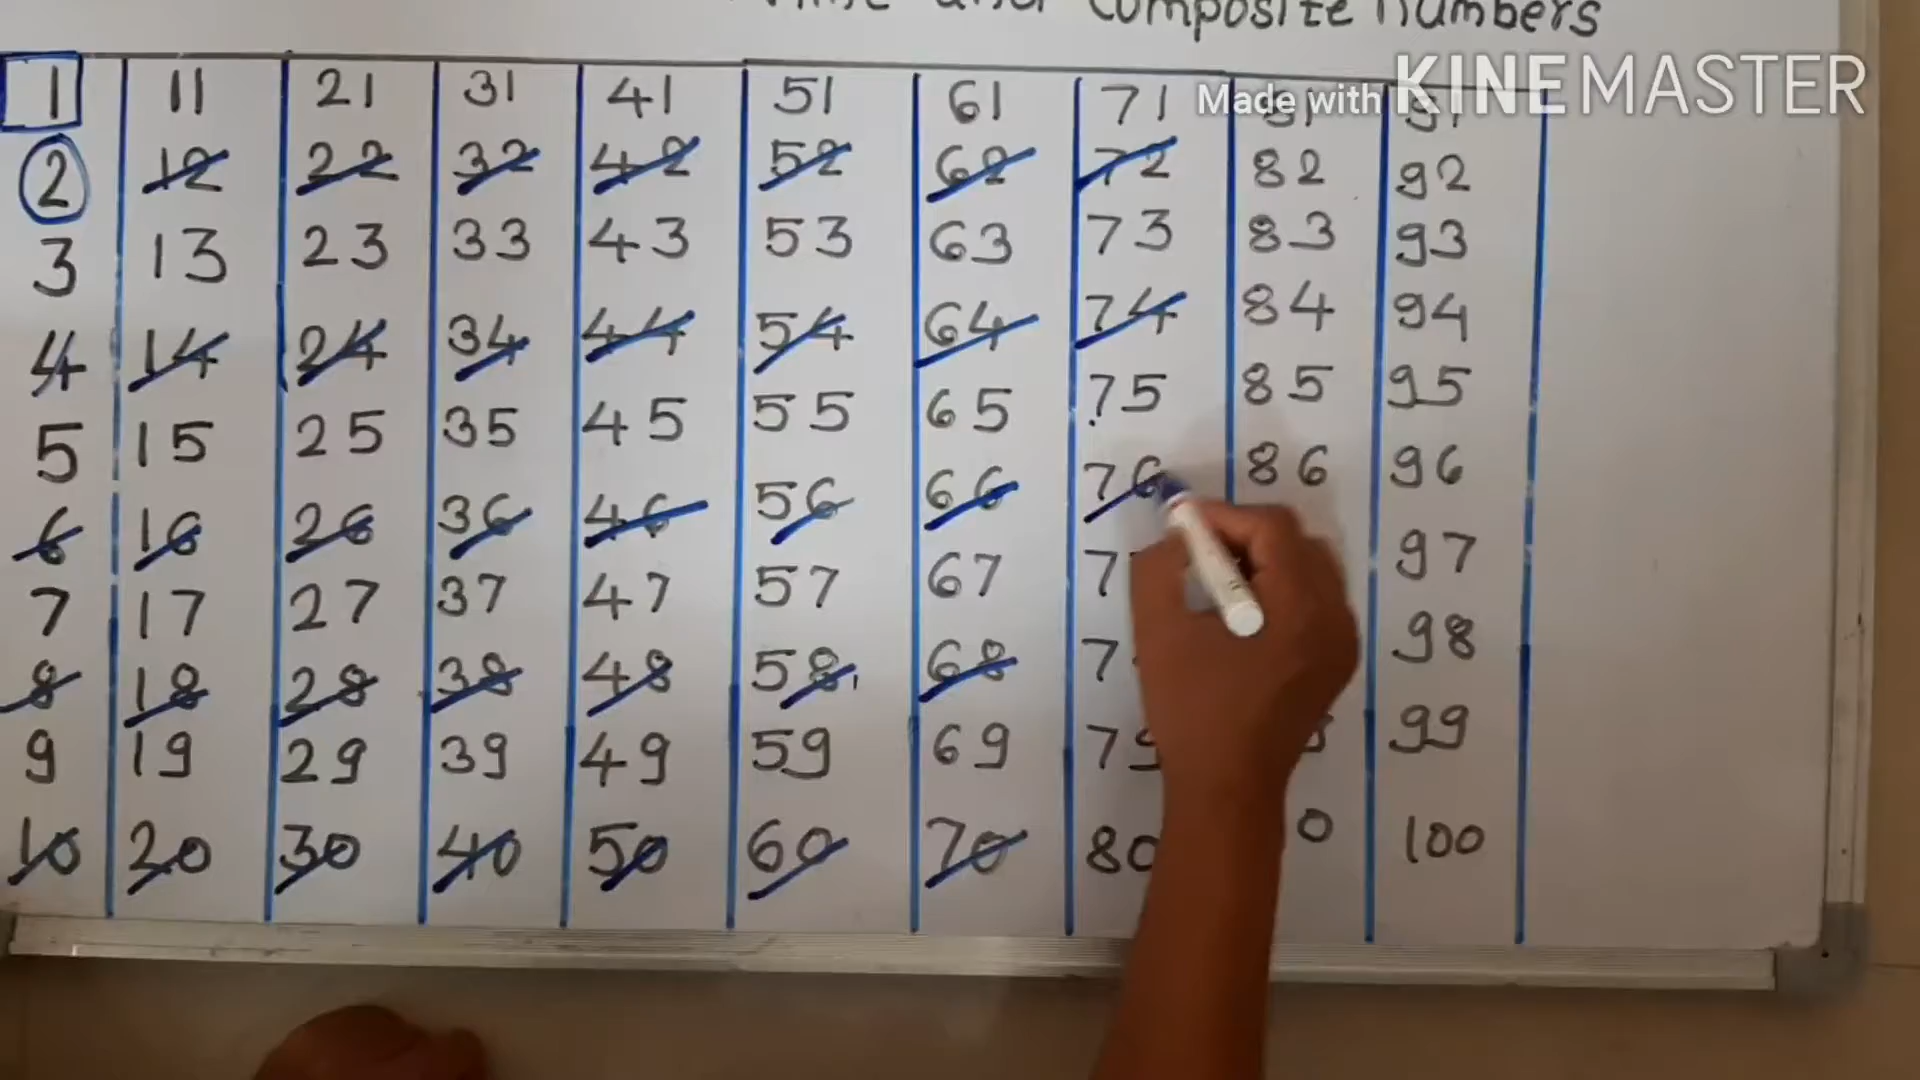 and Composite numbers
Made with KINEMASTER
1 11 21 31 41 51 61 71
2 12 22 32 42 52 62 72 82 92
3 13 23 33 43 53 63 73 83 93
4 14 24 34 44 54 64 74 84 94
5 15 25 35 45 55 65 75 85 95
6 16 26 36 46 56 66 76 86 96
7 17 27 37 47 57 67 97
8 18 28 38 48 58 68 98
9 19 29 39 49 59 69 79 99
10 20 30 40 50 60 70 80 100